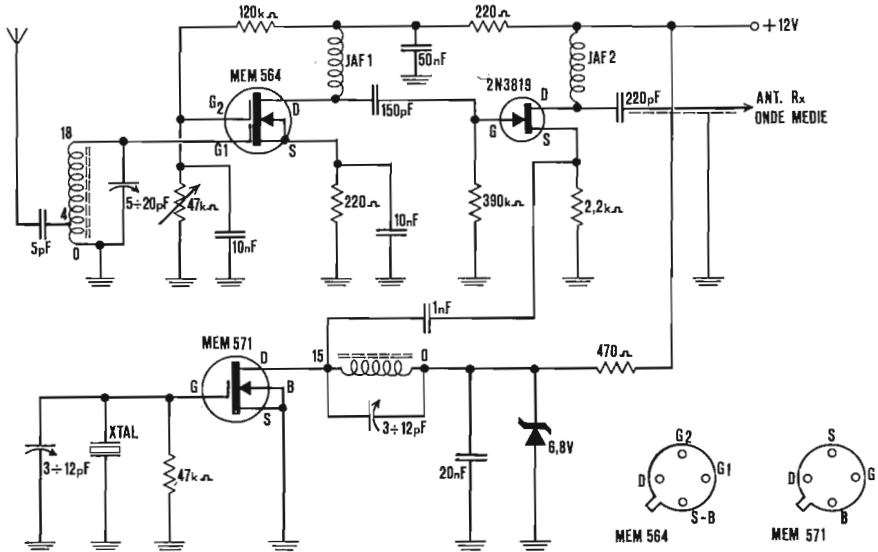 120kΩ
220Ω
+12V
JAF1
50nF
JAF2
MEM 564
2N3819
G2
D
150pF
D
220pF
ANT. Rx
ONDE MEDIE
G
S
18
G1
S
5÷20pF
47kΩ
220Ω
390kΩ
2,2kΩ
4
10nF
5pF
0
10nF
1nF
MEM 571
D
15
0
470Ω
G
B
S
XTAL
3÷12pF
6,8V
3÷12pF
47kΩ
20nF
G2
S
D
G1
D
G
S-B
B
MEM 564
MEM 571